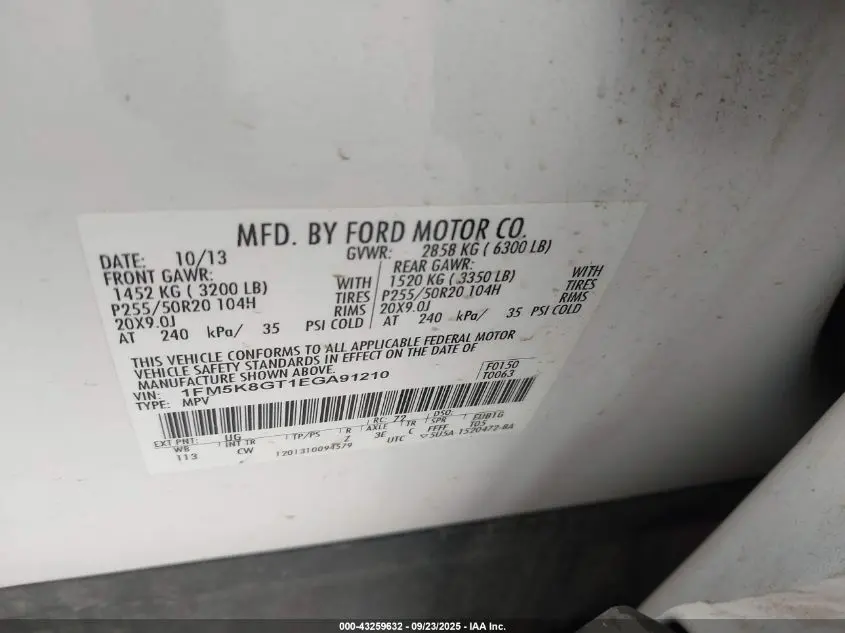 MFD. BY FORD MOTOR CO.
DATE: 10/13 GVWR: 2858 KG ( 6300 LB)
FRONT GAWR: REAR GAWR:
1452 KG ( 3200 LB) WITH 1520 KG ( 3350 LB) WITH
P255/50R20 104H TIRES P255/50R20 104H TIRES
20X9.0J RIMS 20X9.0J RIMS
AT 240 kPa/ 35 PSI COLD AT 240 kPa/ 35 PSI COLD
THIS VEHICLE CONFORMS TO ALL APPLICABLE FEDERAL MOTOR
VEHICLE SAFETY STANDARDS IN EFFECT ON THE DATE OF
MANUFACTURE SHOWN ABOVE.
VIN: 1FM5K8GT1EGA91210 F0150
TYPE: MPV T0063
RC: 72 DSO:
EXT PNT: UG AXLE TR SPR EDB1G
WB INT TR TP/PS R 3E C FFFF TDS
113 CW Z UTC ▽5U5A-1520472-BA
1201310094579
000-43259632 - 09/23/2025 - IAA Inc.